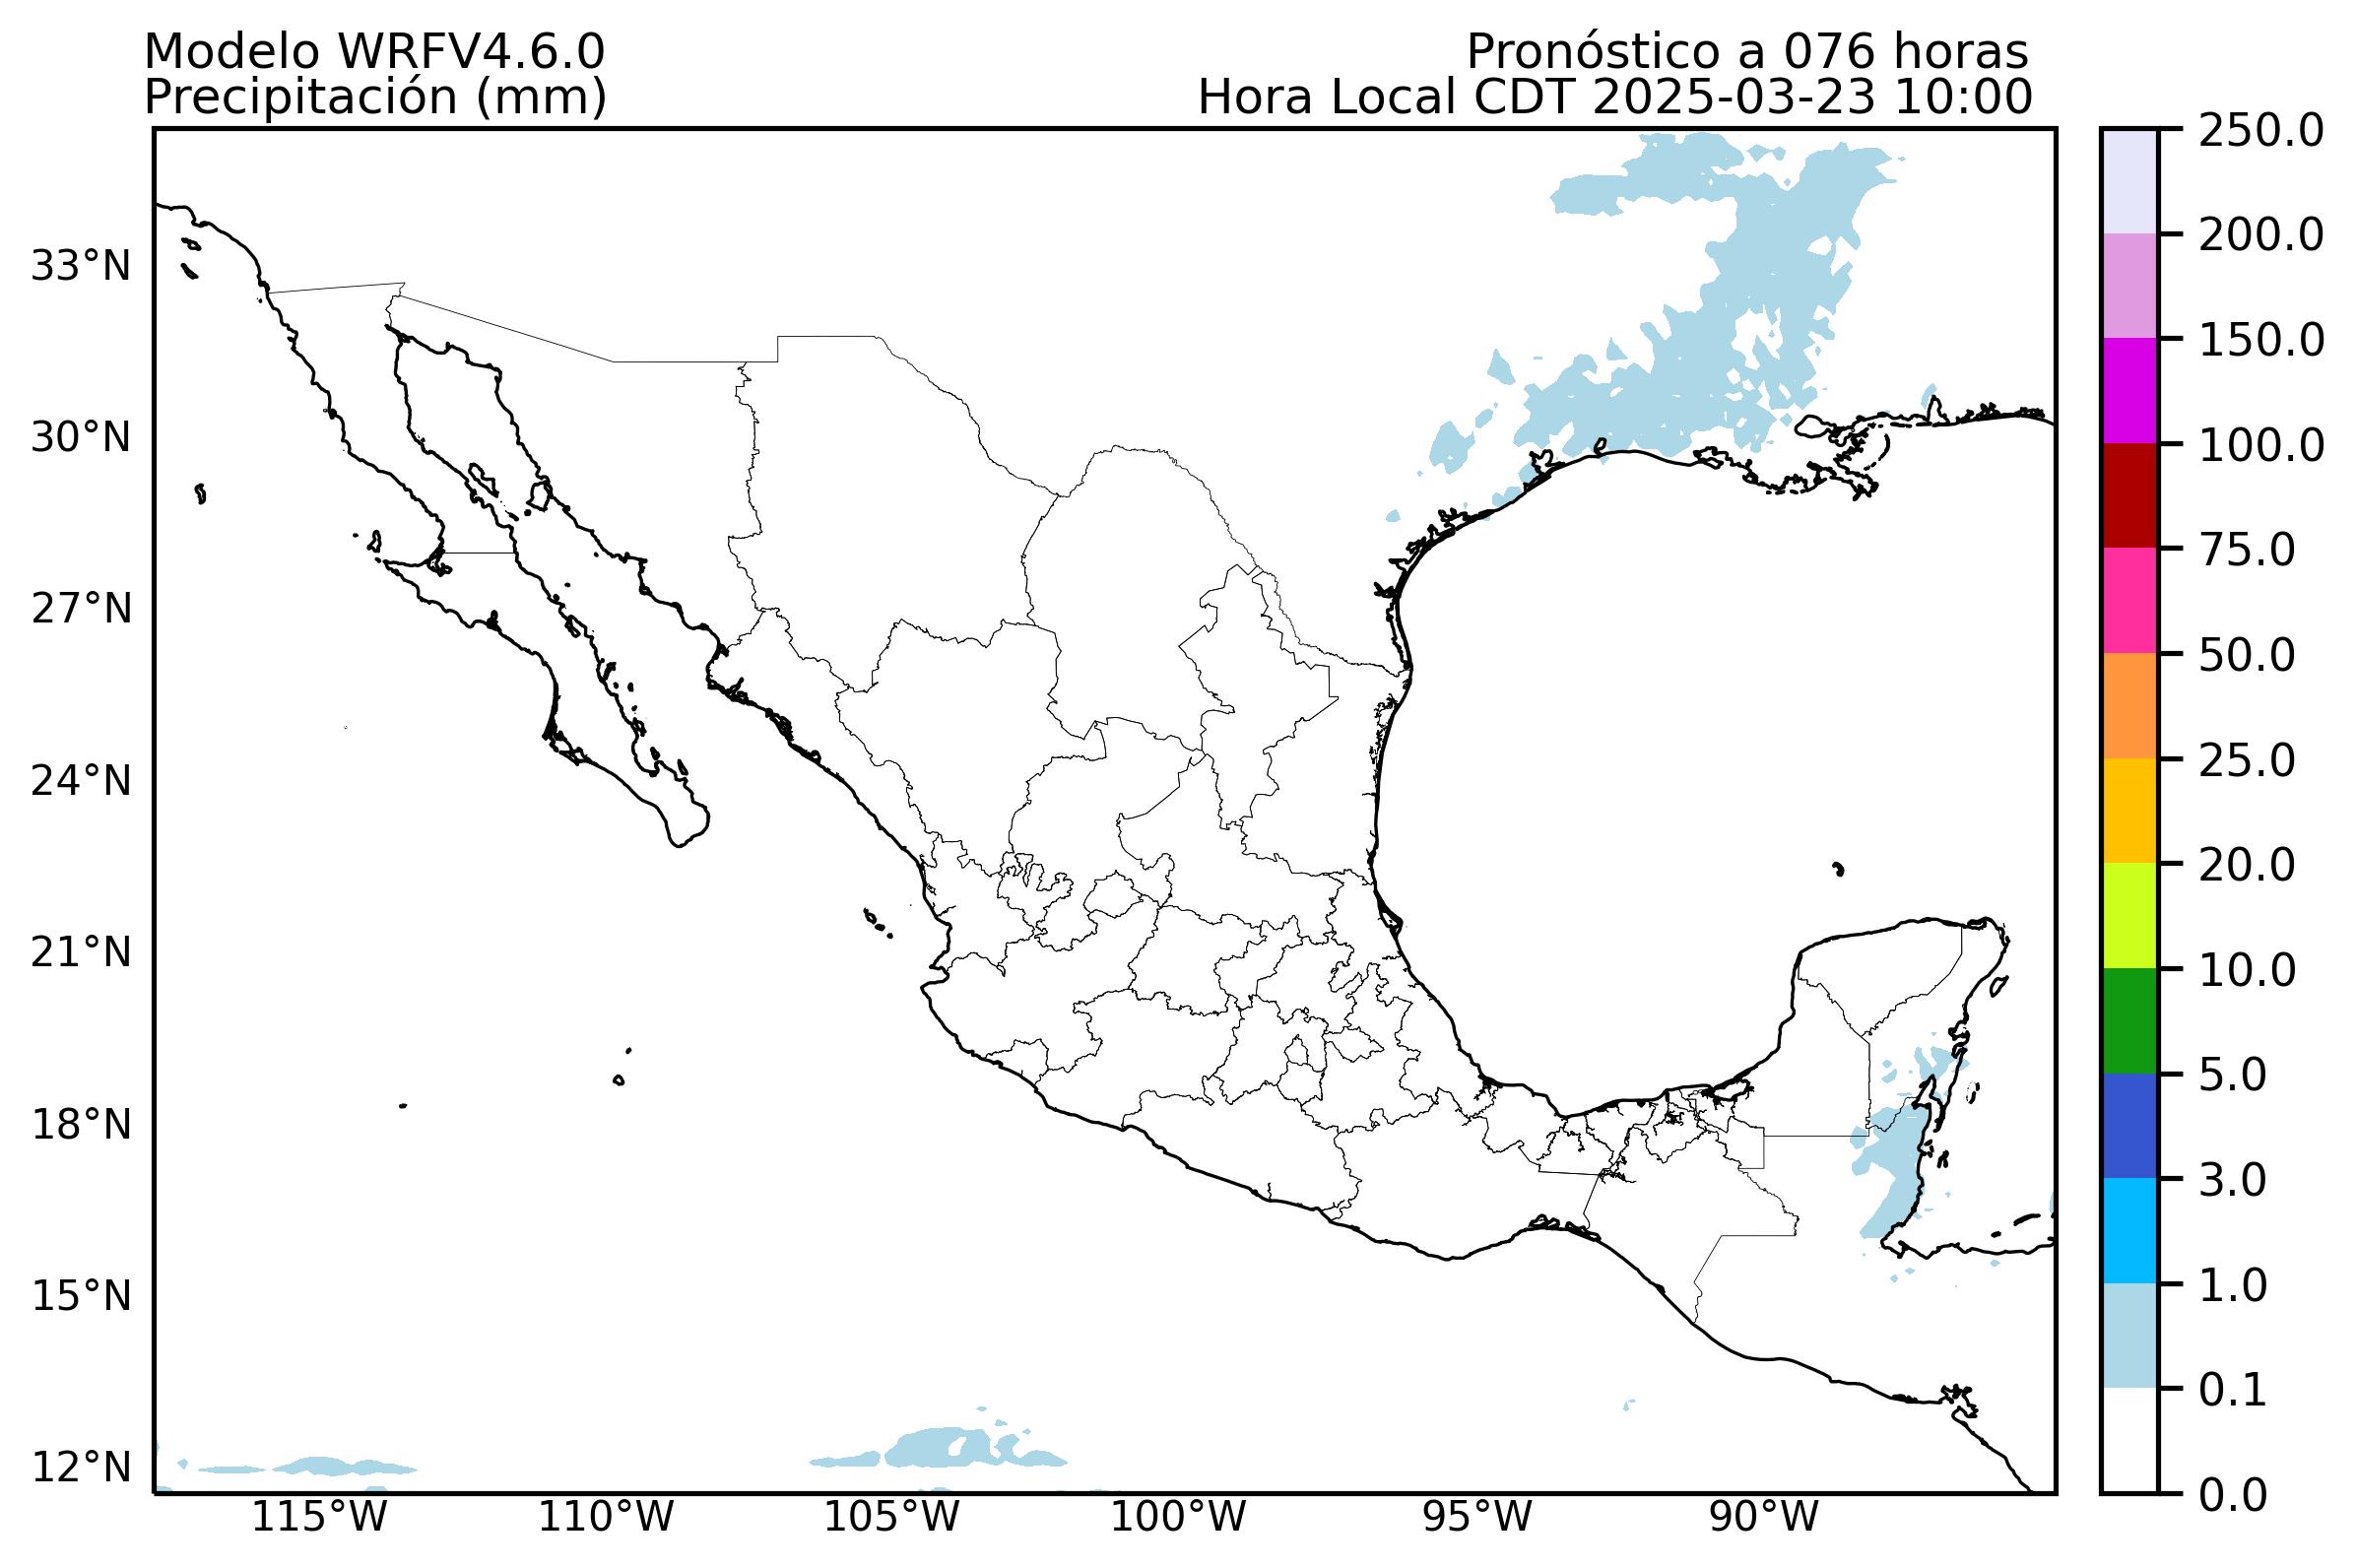 Modelo WRFV4.6.0
Precipitación (mm)
Pronóstico a 076 horas
Hora Local CDT 2025-03-23 10:00
33°N
30°N
27°N
24°N
21°N
18°N
15°N
12°N
115°W
110°W
105°W
100°W
95°W
90°W
250.0
200.0
150.0
100.0
75.0
50.0
25.0
20.0
10.0
5.0
3.0
1.0
0.1
0.0